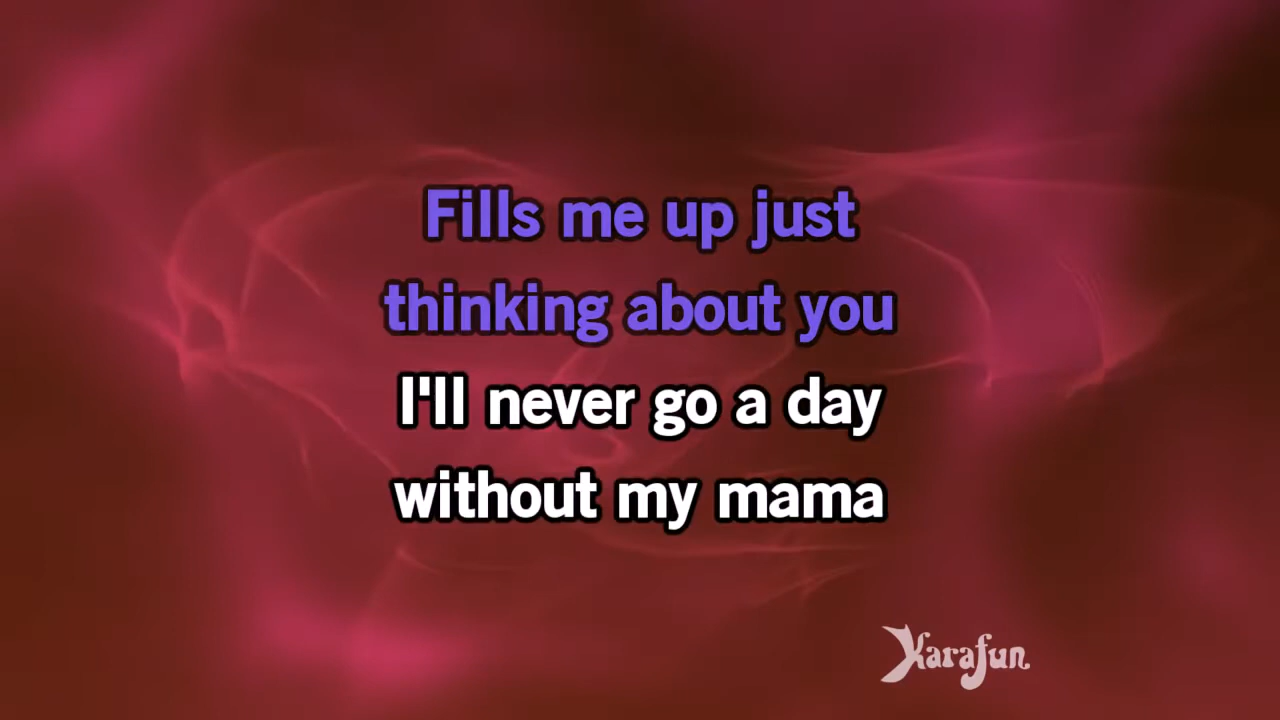 Fills me up just
thinking about you
I'll never go a day
without my mama
Karafun